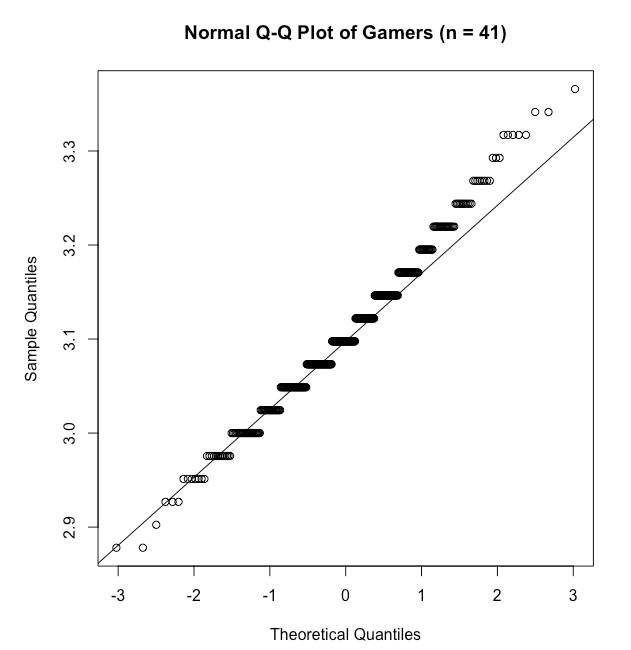 Normal Q-Q Plot of Gamers (n = 41)
3.3
3.2
3.1
3.0
2.9
Sample Quantiles
-3 -2 -1 0 1 2 3
Theoretical Quantiles